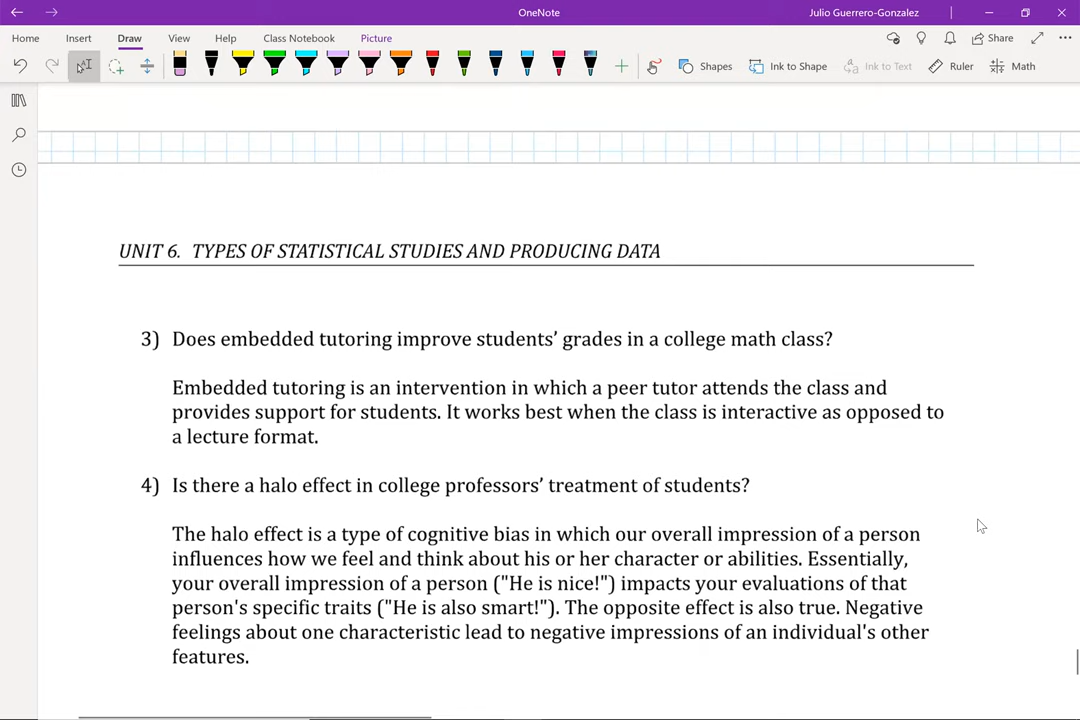 OneNote
Julio Guerrero-Gonzalez
Home Insert Draw View Help Class Notebook Picture
Share
Shapes Ink to Shape Ink to Text Ruler Math
UNIT 6. TYPES OF STATISTICAL STUDIES AND PRODUCING DATA
3) Does embedded tutoring improve students’ grades in a college math class?
Embedded tutoring is an intervention in which a peer tutor attends the class and
provides support for students. It works best when the class is interactive as opposed to
a lecture format.
4) Is there a halo effect in college professors’ treatment of students?
The halo effect is a type of cognitive bias in which our overall impression of a person
influences how we feel and think about his or her character or abilities. Essentially,
your overall impression of a person ("He is nice!") impacts your evaluations of that
person's specific traits ("He is also smart!"). The opposite effect is also true. Negative
feelings about one characteristic lead to negative impressions of an individual's other
features.